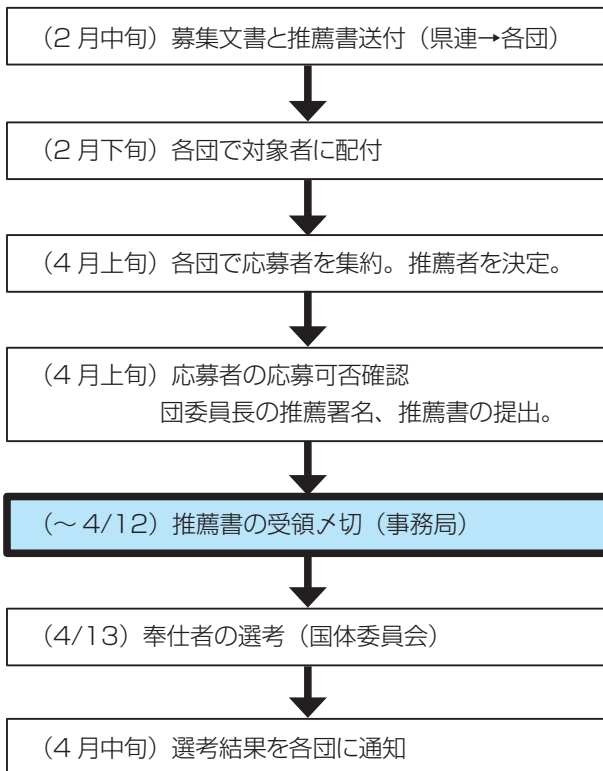 （2 月中旬）募集文書と推薦書送付（県連→各団）
（2 月下旬）各団で対象者に配付
（4 月上旬）各団で応募者を集約。推薦者を決定。
（4 月上旬）応募者の応募可否確認
団委員長の推薦署名、推薦書の提出。
（～ 4/12）推薦書の受領〆切（事務局）
（4/13）奉仕者の選考（国体委員会）
（4 月中旬）選考結果を各団に通知